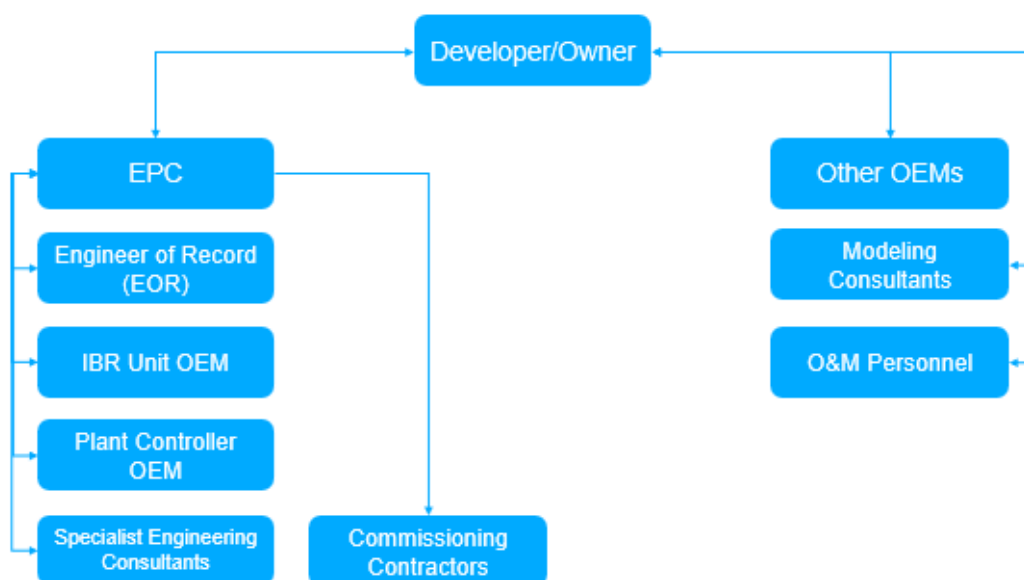 Developer/Owner
EPC
Other OEMs
Engineer of Record
(EOR)
Modeling
Consultants
IBR Unit OEM
O&M Personnel
Plant Controller
OEM
Specialist Engineering
Consultants
Commissioning
Contractors